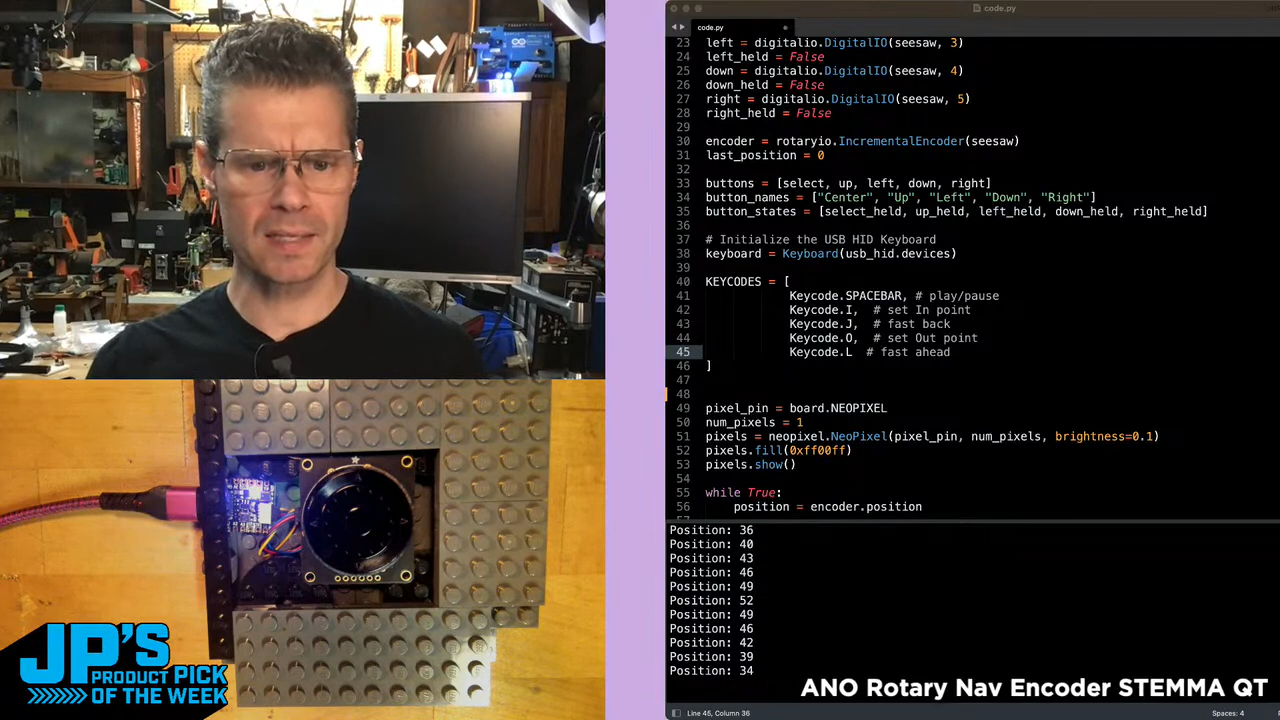 code.py
code.py
23 left = digitalio.DigitalIO(seesaw, 3)
24 left_held = False
25 down = digitalio.DigitalIO(seesaw, 4)
26 down_held = False
27 right = digitalio.DigitalIO(seesaw, 5)
28 right_held = False
29
30 encoder = rotaryio.IncrementalEncoder(seesaw)
31 last_position = 0
32
33 buttons = [select, up, left, down, right]
34 button_names = ["Center", "Up", "Left", "Down", "Right"]
35 button_states = [select_held, up_held, left_held, down_held, right_held]
36
37 # Initialize the USB HID Keyboard
38 keyboard = Keyboard(usb_hid.devices)
39
40 KEYCODES = [
41 Keycode.SPACEBAR, # play/pause
42 Keycode.I, # set In point
43 Keycode.J, # fast back
44 Keycode.O, # set Out point
45 Keycode.L # fast ahead
46 ]
47
48
49 pixel_pin = board.NEOPIXEL
50 num_pixels = 1
51 pixels = neopixel.NeoPixel(pixel_pin, num_pixels, brightness=0.1)
52 pixels.fill(0xff00ff)
53 pixels.show()
54
55 while True:
56 position = encoder.position
Position: 36
Position: 40
Position: 43
Position: 46
Position: 49
Position: 52
Position: 49
Position: 46
Position: 42
Position: 39
Position: 34
JP'S
PRODUCT PICK
OF THE WEEK
ANO Rotary Nav Encoder STEMMA QT
Line 45, Column 36
Spaces: 4